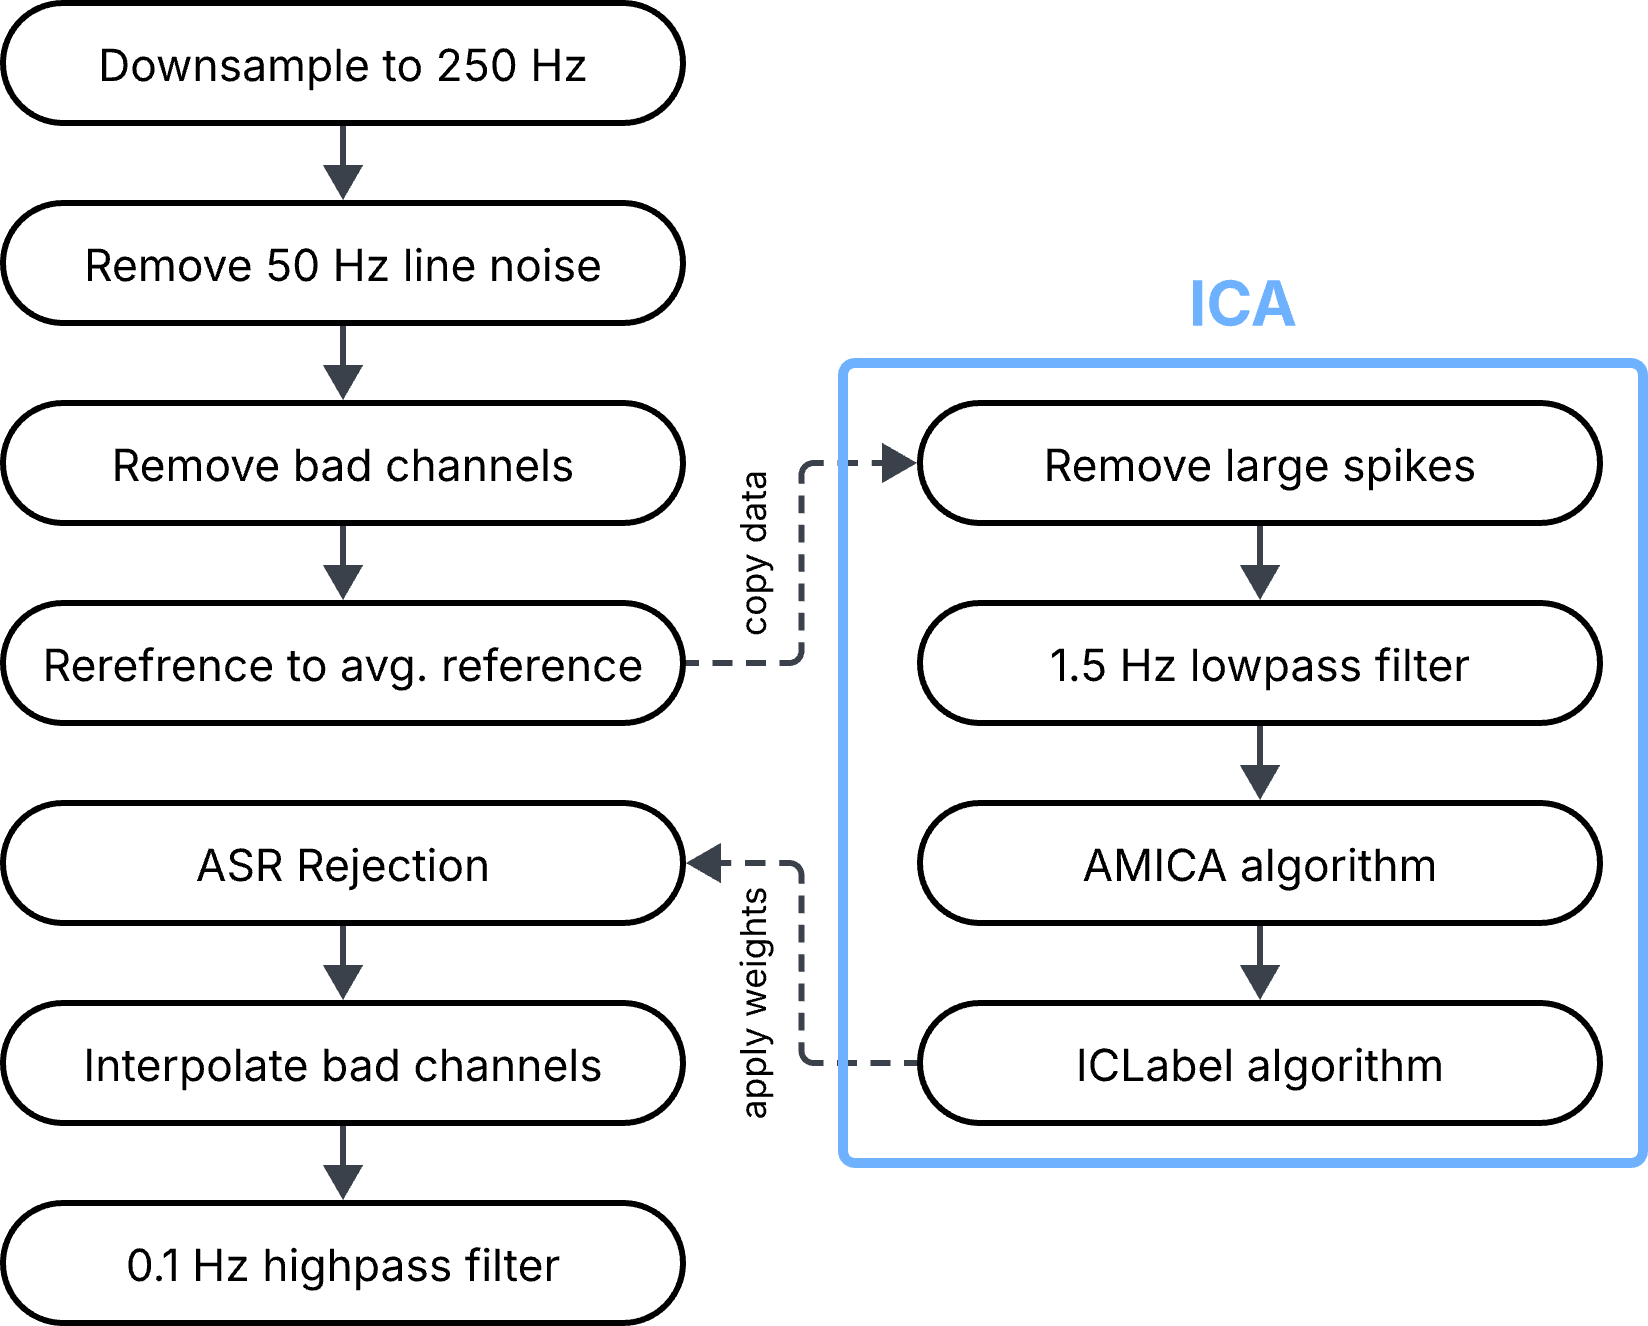 Downsample to 250 Hz
Remove 50 Hz line noise
Remove bad channels
Rerefrence to avg. reference
copy data
ICA
Remove large spikes
1.5 Hz lowpass filter
AMICA algorithm
ICLabel algorithm
apply weights
ASR Rejection
Interpolate bad channels
0.1 Hz highpass filter